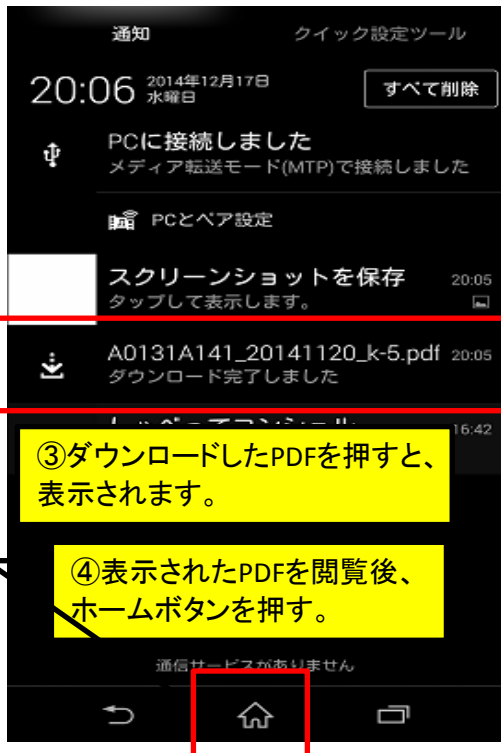 通知 クイック設定ツール
20:06 2014年12月17日
水曜日
すべて削除
PCに接続しました
メディア転送モード(MTP)で接続しました
PCとペア設定
スクリーンショットを保存 20:05
タップして表示します。
A0131A141_20141120_k-5.pdf 20:05
ダウンロード完了しました
16:42
③ダウンロードしたPDFを押すと、
表示されます。
④表示されたPDFを閲覧後、
ホームボタンを押す。
通信サービスがありません